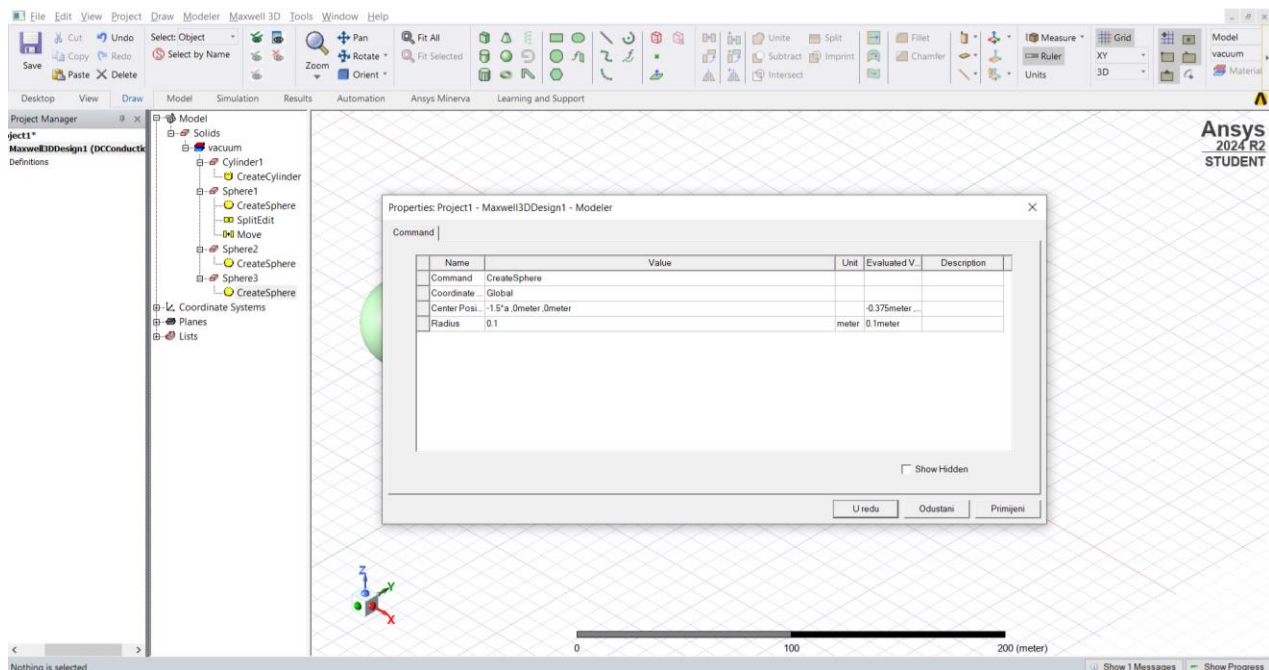 File Edit View Project Draw Modeler Maxwell 3D Tools Window Help
Save
Cut
Copy
Paste
Undo
Redo
Delete
Select: Object
Select by Name
Zoom
Pan
Rotate
Orient
Fit All
Fit Selected
Unite
Subtract
Intersect
Split
Imprint
Fillet
Chamfer
Measure
Ruler
Units
Grid
XY
3D
Model
vacuum
Material
Desktop View Draw Model Simulation Results Automation Ansys Minerva Learning and Support
Project Manager
ject1*
Maxwell3DDesign1 (DCConductic
Definitions
Model
Solids
vacuum
Cylinder1
CreateCylinder
Sphere1
CreateSphere
SplitEdit
Move
Sphere2
CreateSphere
Sphere3
CreateSphere
Coordinate Systems
Planes
Lists
Ansys
2024 R2
STUDENT
Properties: Project1 - Maxwell3DDesign1 - Modeler
Command
Name Value Unit Evaluated V... Description
Command CreateSphere
Coordinate ... Global
Center Posi... -1.5*a ,0meter ,0meter -0.375meter ,...
Radius 0.1 meter 0.1meter
Show Hidden
U redu Odustani Primijeni
Z
Y
X
0 100 200 (meter)
Nothing is selected
Show 1 Messages Show Progress